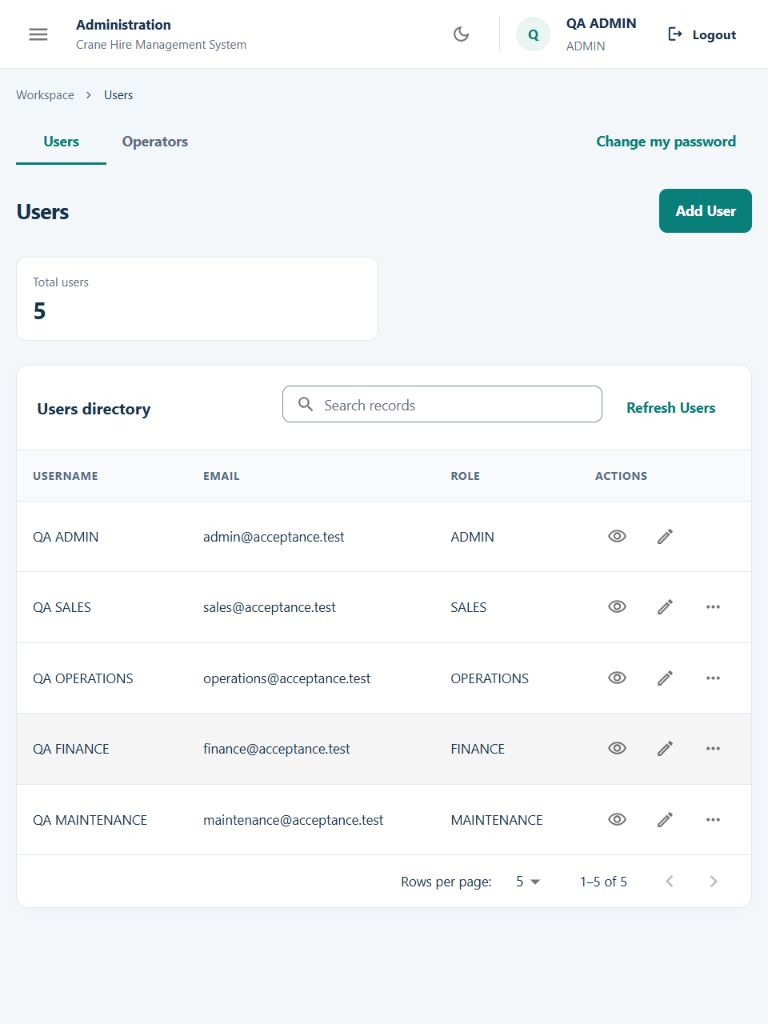 Administration
Crane Hire Management System
Q
QA ADMIN
ADMIN
Logout
Workspace > Users
Users
Operators
Change my password
Users
Add User
Total users
5
Users directory
Search records
Refresh Users
USERNAME EMAIL ROLE ACTIONS
QA ADMIN admin@acceptance.test ADMIN
QA SALES sales@acceptance.test SALES
QA OPERATIONS operations@acceptance.test OPERATIONS
QA FINANCE finance@acceptance.test FINANCE
QA MAINTENANCE maintenance@acceptance.test MAINTENANCE
Rows per page: 5 1–5 of 5